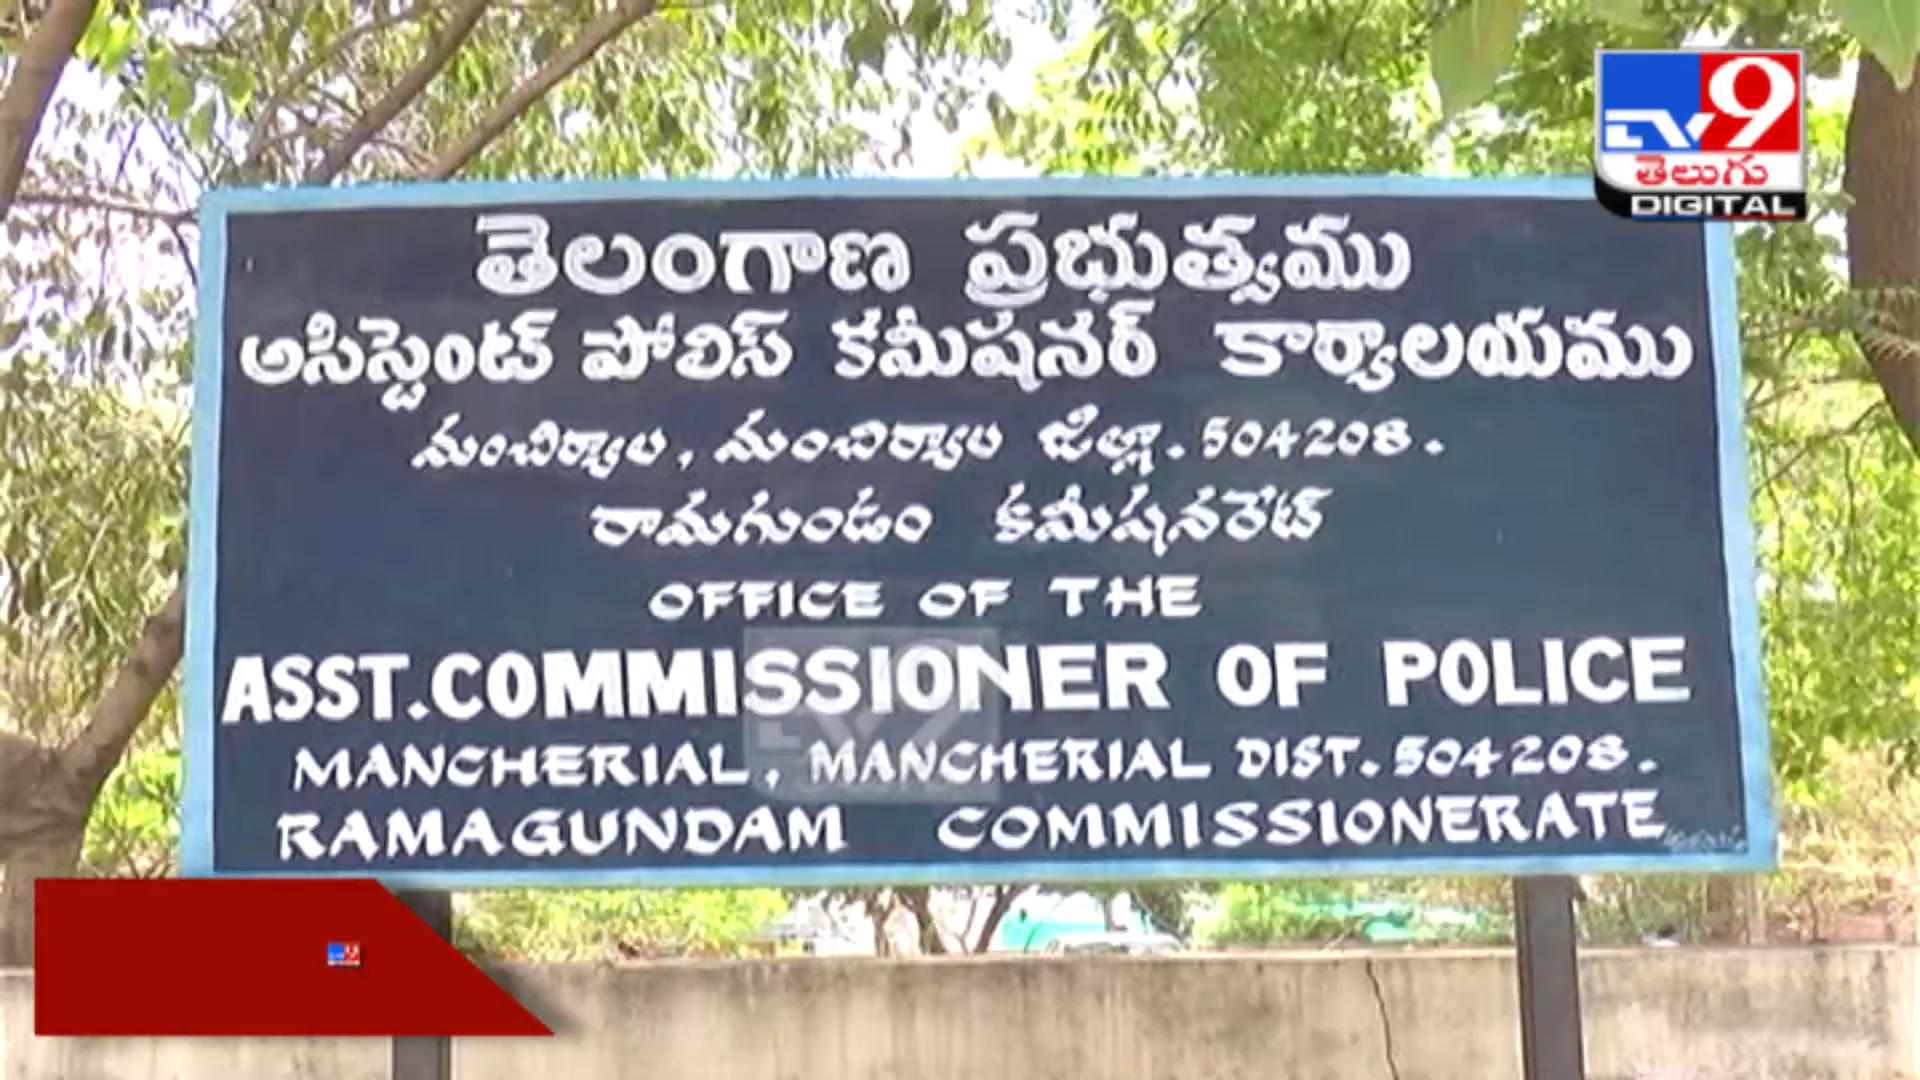 TV9
తెలుగు
DIGITAL
తెలంగాణ ప్రభుత్వము
అసిస్టెంట్ పోలిస్ కమీషనర్ కార్యాలయము
మంచిర్యాల, మంచిర్యాల జిల్లా. 504208.
రామగుండం కమీషనరేట్
OFFICE OF THE
ASST.COMMISSIONER OF POLICE
MANCHERIAL, MANCHERIAL DIST. 504208.
RAMAGUNDAM COMMISSIONERATE
TV9